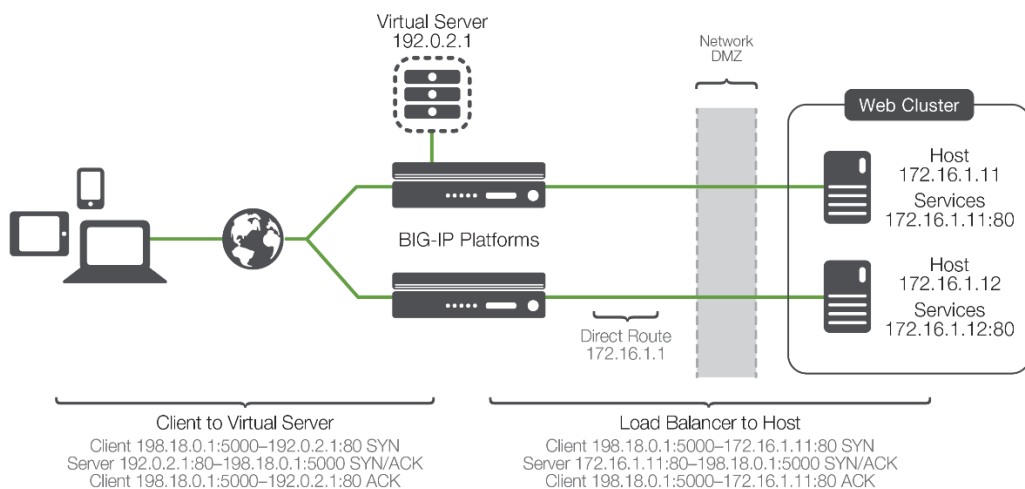 Virtual Server
192.0.2.1
Network
DMZ
Web Cluster
Host
172.16.1.11
Services
172.16.1.11:80
BIG-IP Platforms
Host
172.16.1.12
Services
172.16.1.12:80
Direct Route
172.16.1.1
Client to Virtual Server
Client 198.18.0.1:5000–192.0.2.1:80 SYN
Server 192.0.2.1:80–198.18.0.1:5000 SYN/ACK
Client 198.18.0.1:5000–192.0.2.1:80 ACK
Load Balancer to Host
Client 198.18.0.1:5000–172.16.1.11:80 SYN
Server 172.16.1.11:80–198.18.0.1:5000 SYN/ACK
Client 198.18.0.1:5000–172.16.1.11:80 ACK